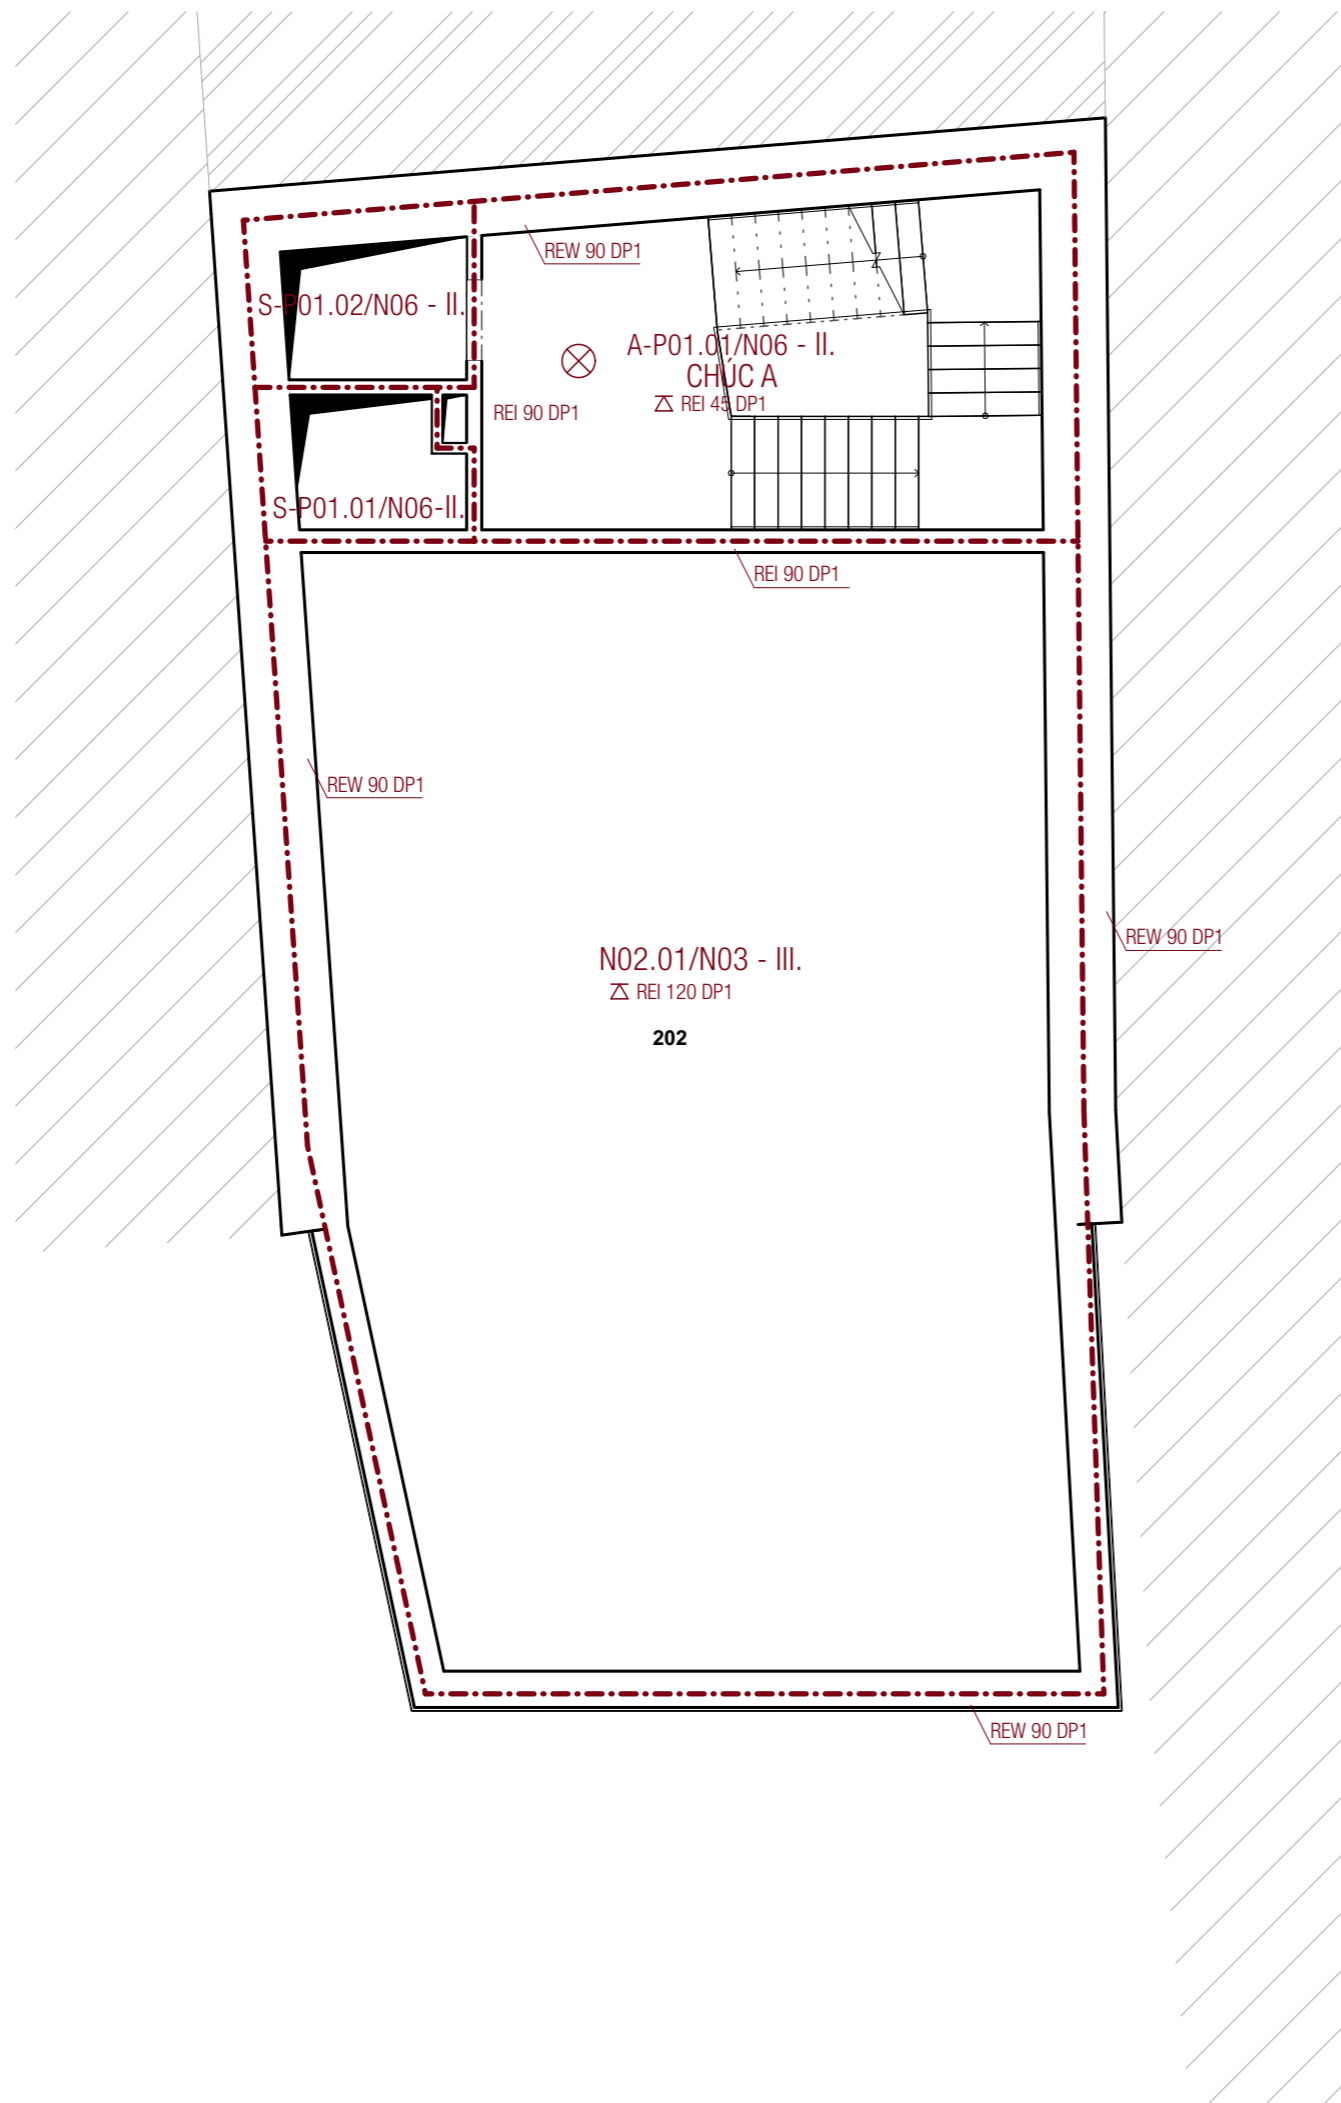 REW 90 DP1
S-P01.02/N06 - II.
A-P01.01/N06 - II.
CHÚC A
REI 45 DP1
REI 90 DP1
S-P01.01/N06-II.
REI 90 DP1
REW 90 DP1
REW 90 DP1
N02.01/N03 - III.
REI 120 DP1
202
REW 90 DP1